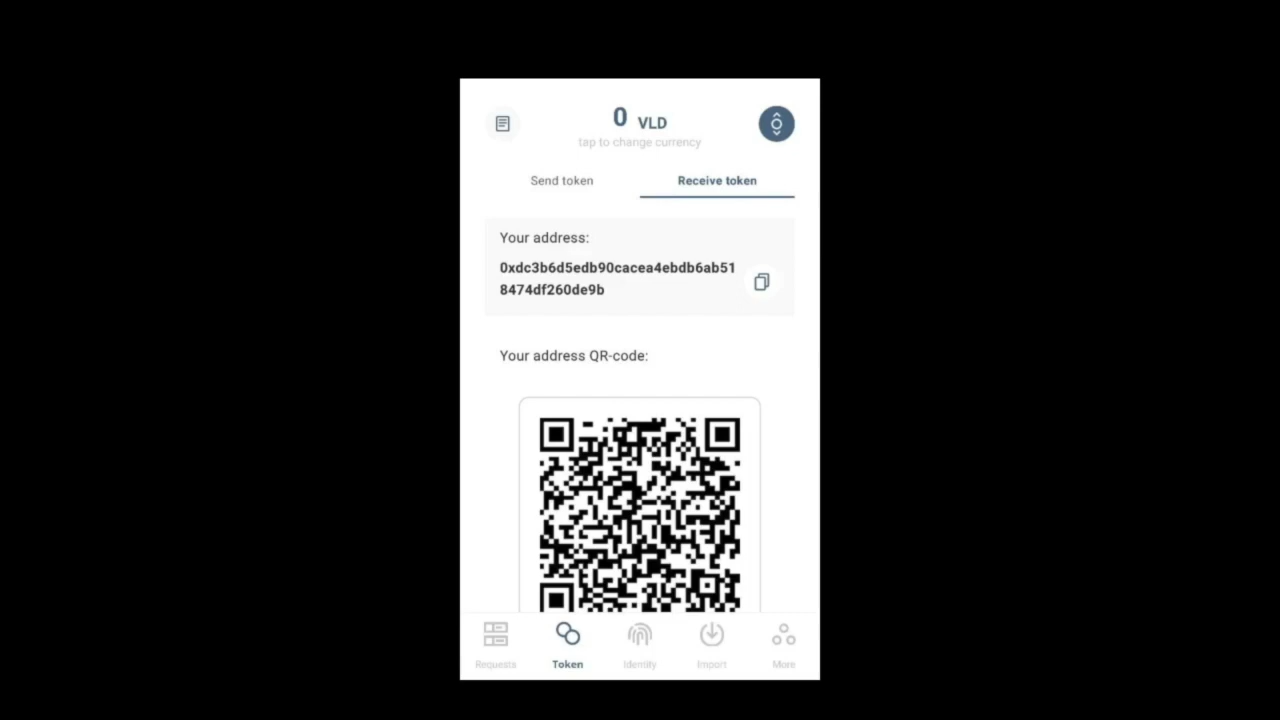 0 VLD
tap to change currency
Send token
Receive token
Your address:
0xdc3b6d5edb90cacea4ebdb6ab51
8474df260de9b
Your address QR-code:
Requests
Token
Identity
Import
More